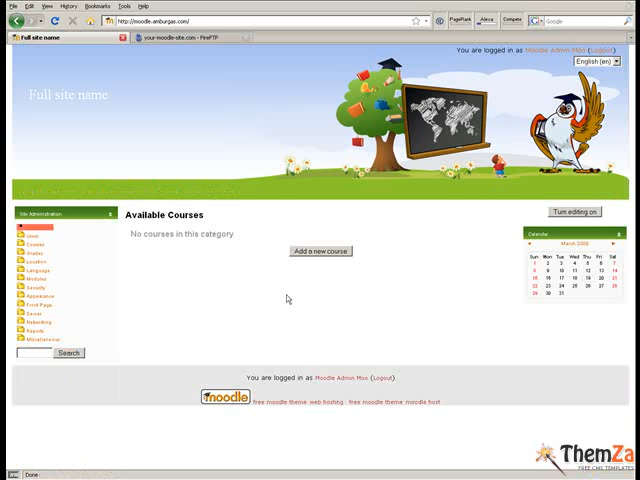 File Edit View History Bookmarks Tools Help
http://moodle.amburgas.com/
PageRank Alexa Compete Google
Full site name
your-moodle-site.com - FireFTP
You are logged in as Moodle Admin Moo (Logout)
English (en)
Full site name
Site Administration
Users
Courses
Grades
Location
Language
Modules
Security
Appearance
Front Page
Server
Networking
Reports
Miscellaneous
Search
Available Courses
No courses in this category
Add a new course
Turn editing on
Calendar
March 2009
Sun Mon Tue Wed Thu Fri Sat
1 2 3 4 5 6 7
8 9 10 11 12 13 14
15 16 17 18 19 20 21
22 23 24 25 26 27 28
29 30 31
You are logged in as Moodle Admin Moo (Logout)
moodle free moodle theme web hosting free moodle theme moodle host
ThemZa
FREE CMS TEMPLATES
Done